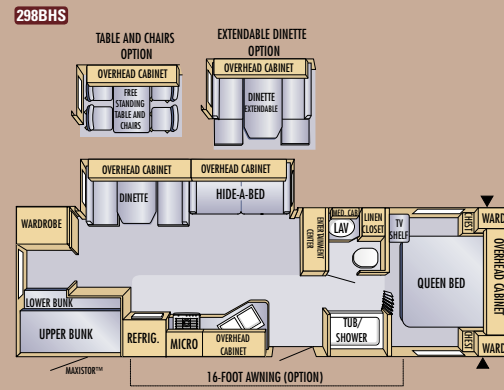 298BHS
TABLE AND CHAIRS
OPTION
OVERHEAD CABINET
FREE
STANDING
TABLE AND
CHAIRS
EXTENDABLE DINETTE
OPTION
OVERHEAD CABINET
DINETTE
EXTENDABLE
OVERHEAD CABINET
OVERHEAD CABINET
DINETTE
HIDE-A-BED
WARDROBE
ENTERTAINMENT
CENTER
MED. CAB
LAV
LINEN
CLOSET
TV
SHELF
CHEST
WARD
OVERHEAD CABINET
QUEEN BED
LOWER BUNK
UPPER BUNK
REFRIG.
MICRO
OVERHEAD
CABINET
TUB/
SHOWER
CHEST
WARD
MAXISTOR™
16-FOOT AWNING (OPTION)